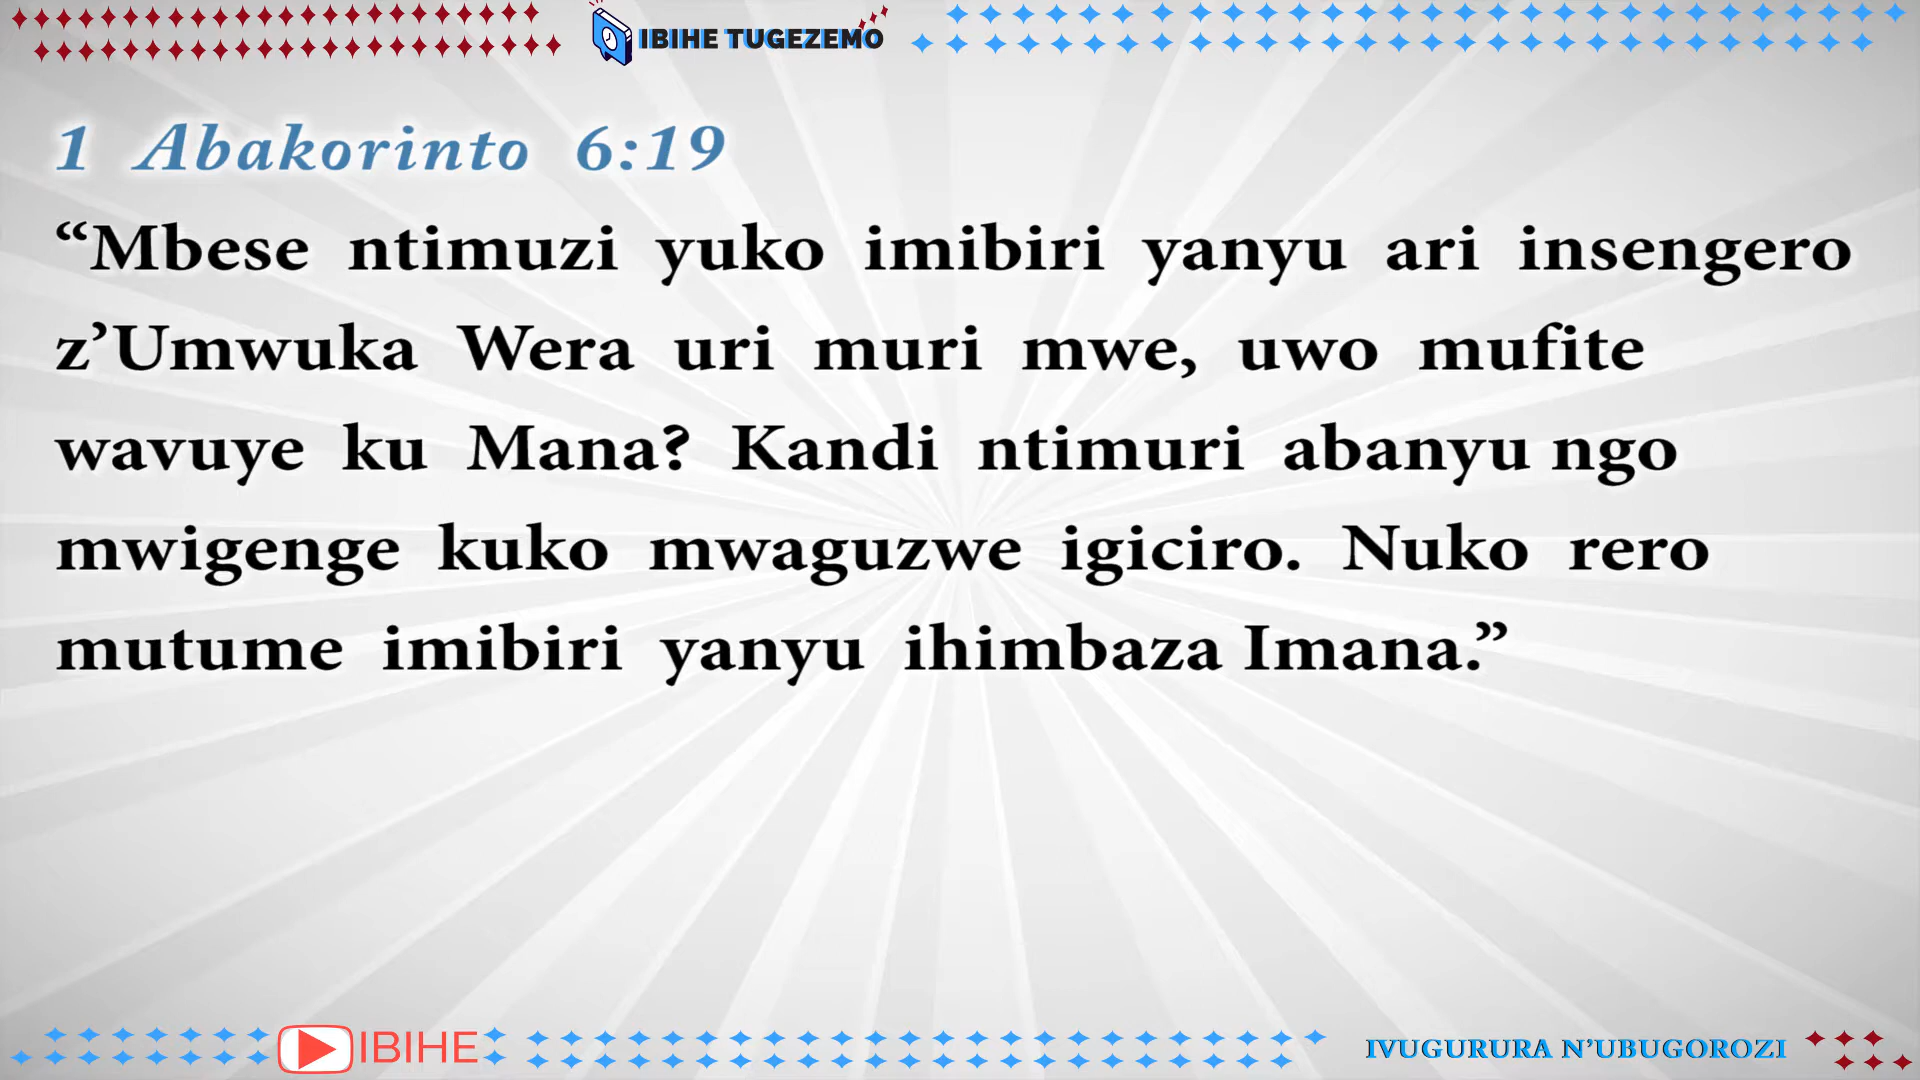 IBIHE TUGEZEMO
1 Abakorinto 6:19
“Mbese ntimuzi yuko imibiri yanyu ari insengero
z’Umwuka Wera uri muri mwe, uwo mufite
wavuye ku Mana? Kandi ntimuri abanyu ngo
mwigenge kuko mwaguzwe igiciro. Nuko rero
mutume imibiri yanyu ihimbaza Imana.”
IBIHE
IVUGURURA N’UBUGOROZI